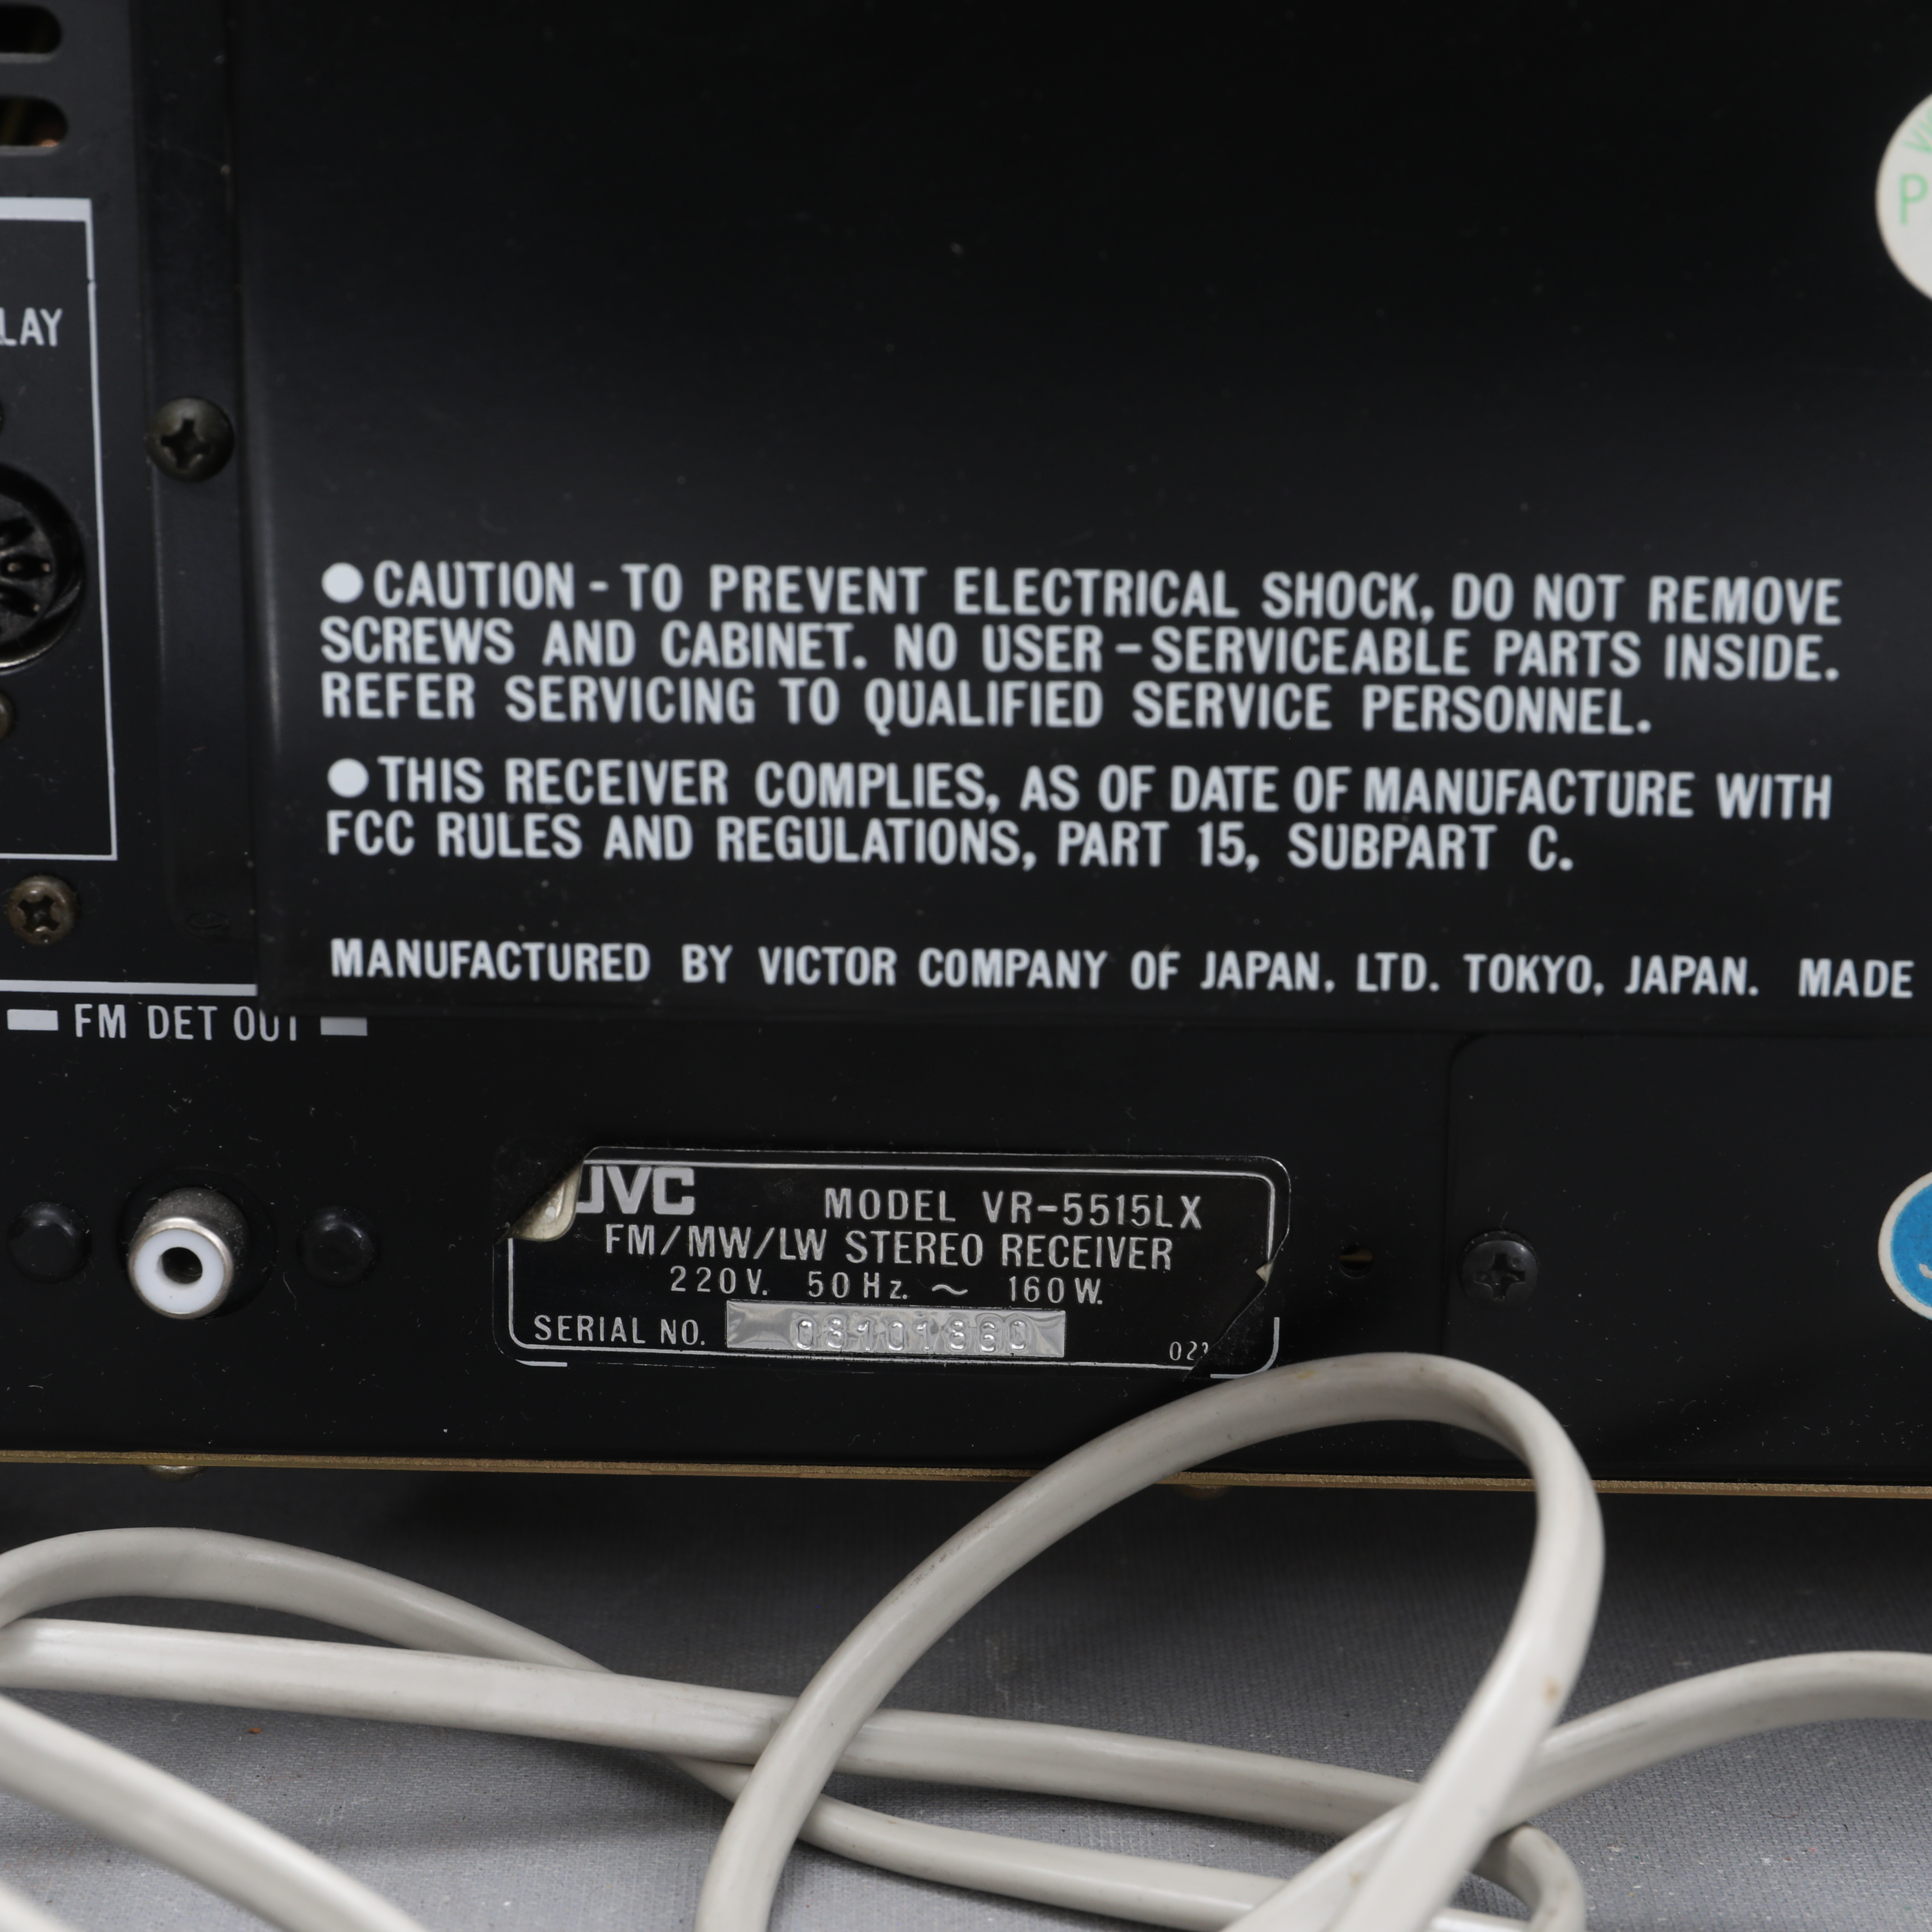 LAY
● CAUTION - TO PREVENT ELECTRICAL SHOCK, DO NOT REMOVE
SCREWS AND CABINET. NO USER-SERVICEABLE PARTS INSIDE.
REFER SERVICING TO QUALIFIED SERVICE PERSONNEL.
● THIS RECEIVER COMPLIES, AS OF DATE OF MANUFACTURE WITH
FCC RULES AND REGULATIONS, PART 15, SUBPART C.
MANUFACTURED BY VICTOR COMPANY OF JAPAN, LTD. TOKYO, JAPAN. MADE
FM DET OUT
JVC MODEL VR-5515LX
FM/MW/LW STEREO RECEIVER
220V. 50Hz. ~ 160W.
SERIAL NO.
P